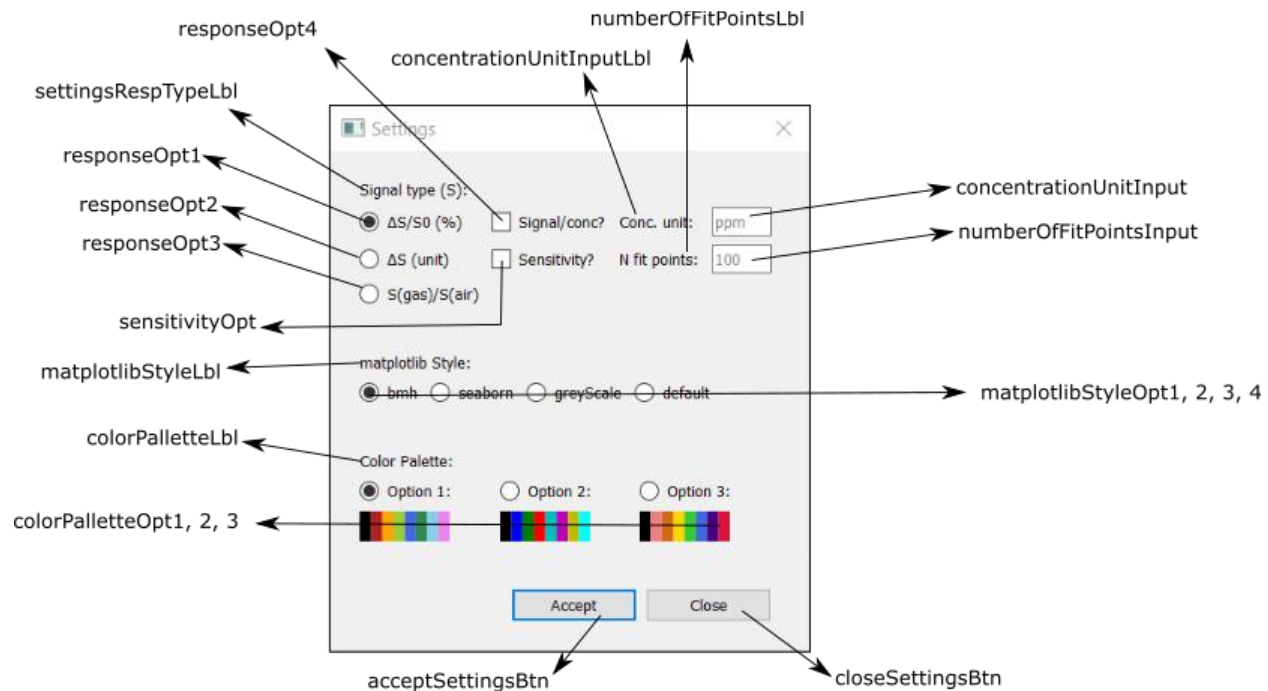 numberOfFitPointsLbl
responseOpt4
concentrationUnitInputLbl
settingsRespTypeLbl
Settings
responseOpt1
Signal type (S):
concentrationUnitInput
responseOpt2
ΔS/S0 (%) Signal/conc? Conc. unit: ppm
numberOfFitPointsInput
responseOpt3
ΔS (unit) Sensitivity? N fit points: 100
S(gas)/S(air)
sensitivityOpt
matplotlibStyleLbl
matplotlib Style:
bmh seaborn greyScale default
matplotlibStyleOpt1, 2, 3, 4
colorPalletteLbl
Color Palette:
Option 1: Option 2: Option 3:
colorPalletteOpt1, 2, 3
Accept Close
acceptSettingsBtn
closeSettingsBtn